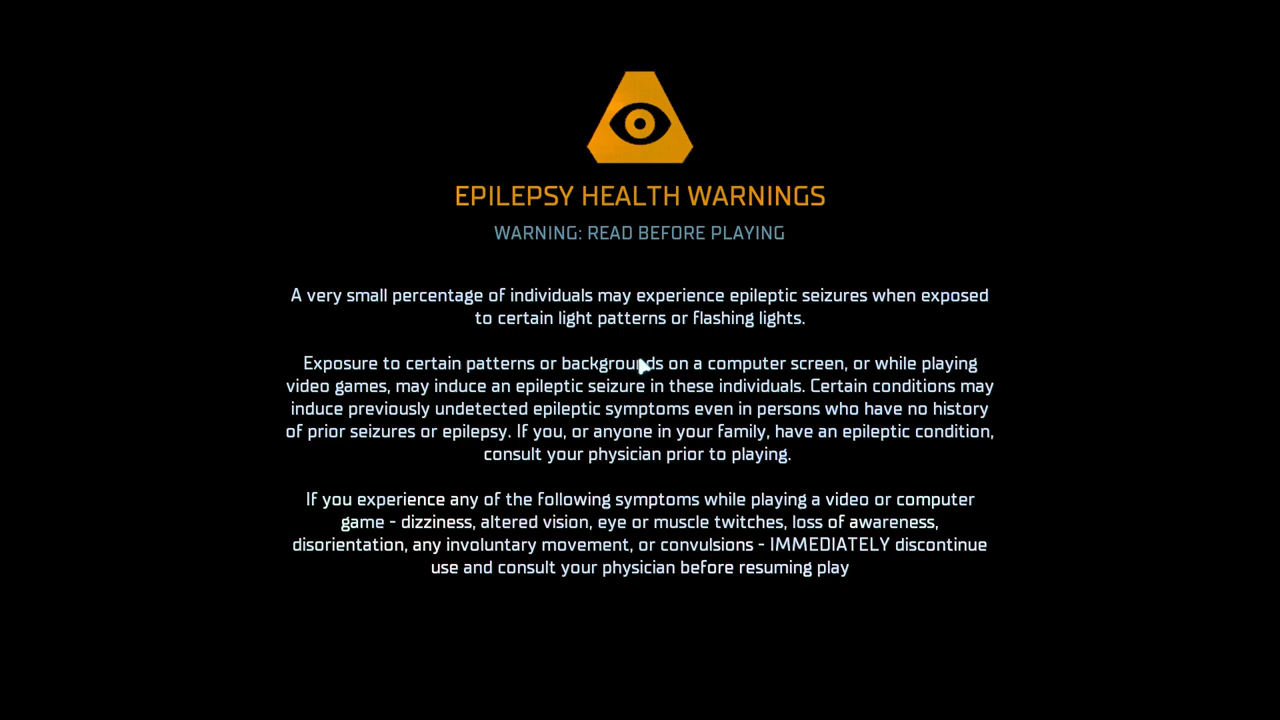 EPILEPSY HEALTH WARNINGS
WARNING: READ BEFORE PLAYING
A very small percentage of individuals may experience epileptic seizures when exposed
to certain light patterns or flashing lights.
Exposure to certain patterns or backgrounds on a computer screen, or while playing
video games, may induce an epileptic seizure in these individuals. Certain conditions may
induce previously undetected epileptic symptoms even in persons who have no history
of prior seizures or epilepsy. If you, or anyone in your family, have an epileptic condition,
consult your physician prior to playing.
If you experience any of the following symptoms while playing a video or computer
game - dizziness, altered vision, eye or muscle twitches, loss of awareness,
disorientation, any involuntary movement, or convulsions - IMMEDIATELY discontinue
use and consult your physician before resuming play